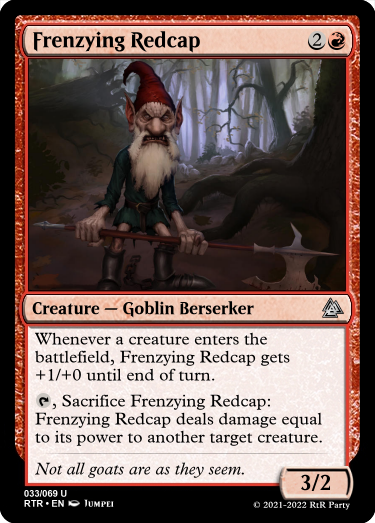 Frenzying Redcap 2
Creature — Goblin Berserker
Whenever a creature enters the
battlefield, Frenzying Redcap gets
+1/+0 until end of turn.
, Sacrifice Frenzying Redcap:
Frenzying Redcap deals damage equal
to its power to another target creature.
Not all goats are as they seem.
3/2
033/069 U
RTR • EN Jumpei
© 2021-2022 RtR Party